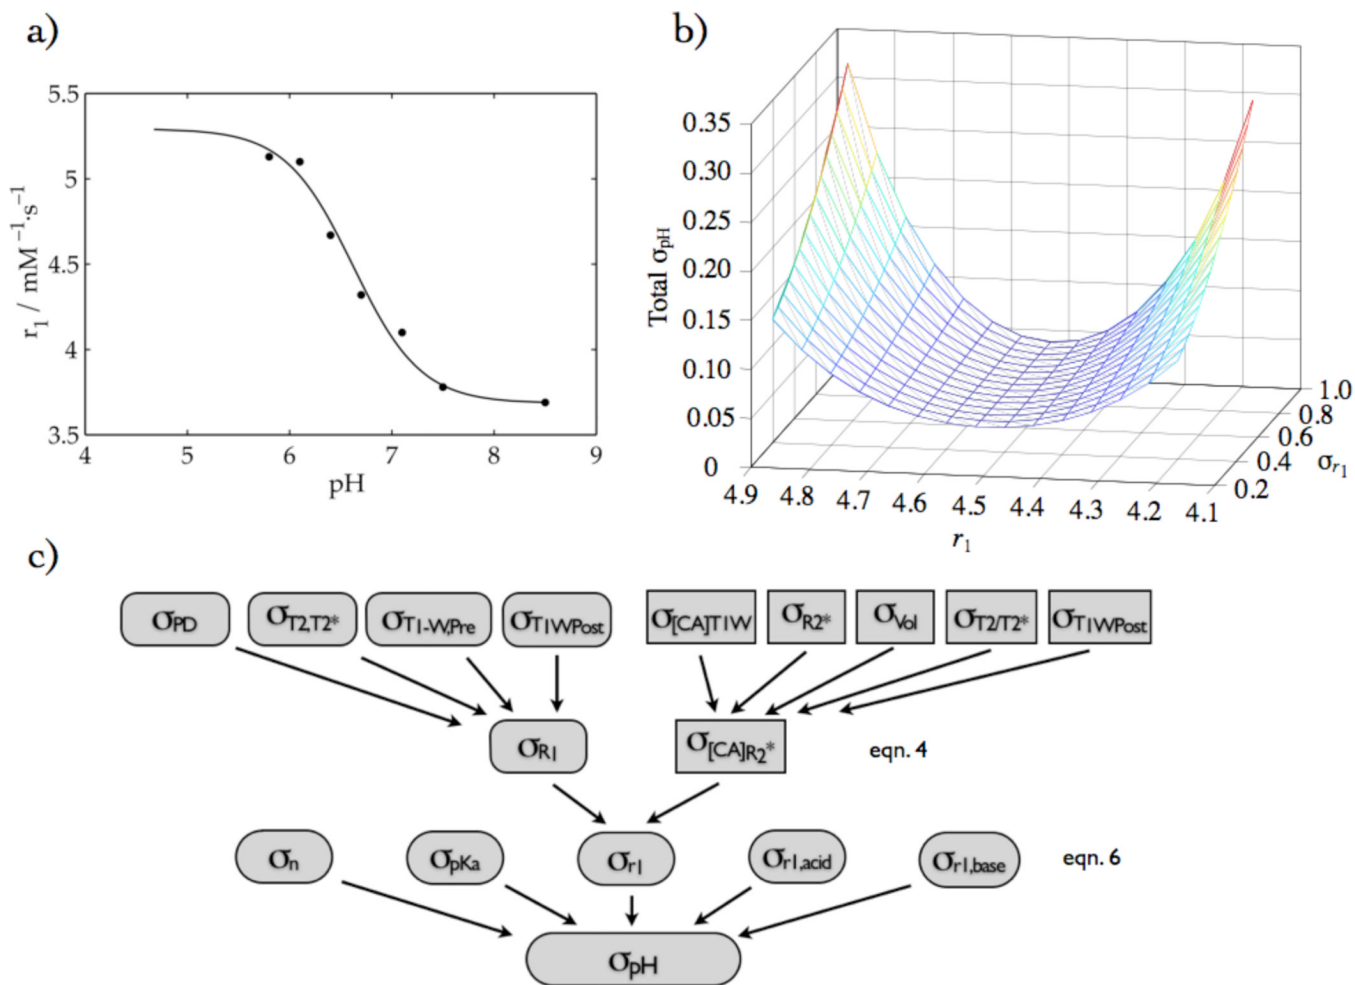 a)
b)
5.5
5
4.5
4
3.5
r₁ / mM⁻¹·s⁻¹
4 5 6 7 8 9
pH
0.35
0.30
0.25
0.20
0.15
0.10
0.05
0
Total σpH
4.9 4.8 4.7 4.6 4.5 4.4 4.3 4.2 4.1
r₁
1.0
0.8
0.6
0.4
0.2
σr₁
c)
σPD σT2,T2* σT1-W,Pre σT1WPost σ[CA]T1W σR2* σVol σT2/T2* σT1WPost
σR1 σ[CA]R2* eqn. 4
σn σpKa σr1 σr1,acid σr1,base eqn. 6
σpH